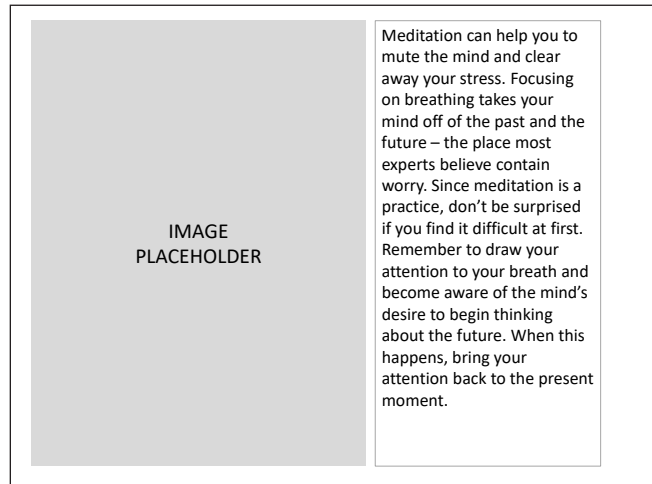 IMAGE
PLACEHOLDER
Meditation can help you to
mute the mind and clear
away your stress. Focusing
on breathing takes your
mind off of the past and the
future – the place most
experts believe contain
worry. Since meditation is a
practice, don’t be surprised
if you find it difficult at first.
Remember to draw your
attention to your breath and
become aware of the mind’s
desire to begin thinking
about the future. When this
happens, bring your
attention back to the present
moment.